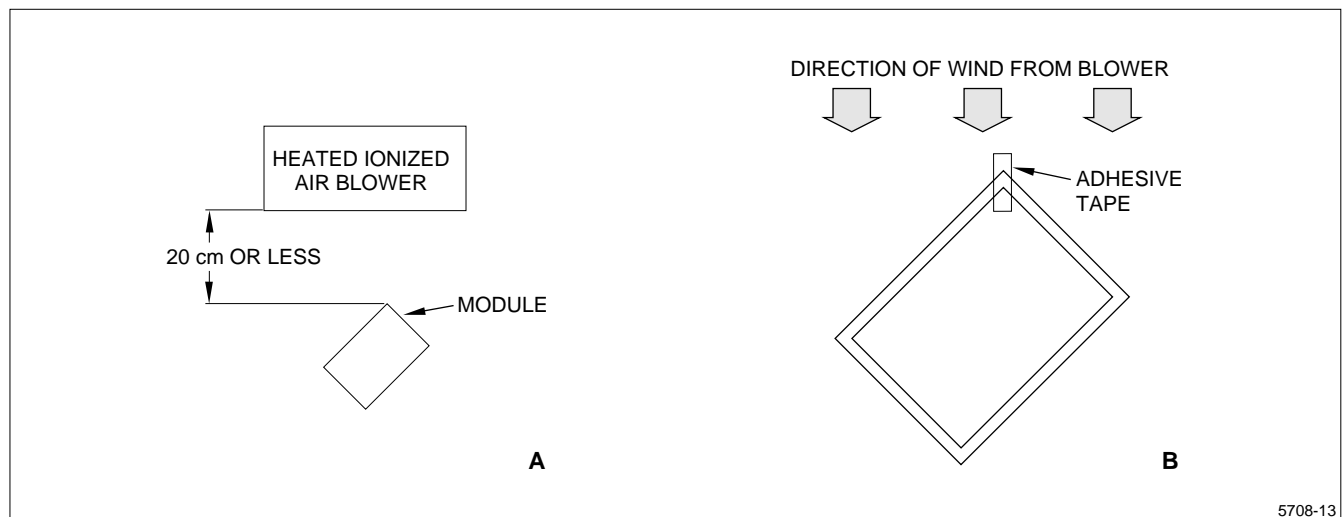 HEATED IONIZED
AIR BLOWER
20 cm OR LESS
MODULE
A
DIRECTION OF WIND FROM BLOWER
ADHESIVE
TAPE
B
5708-13